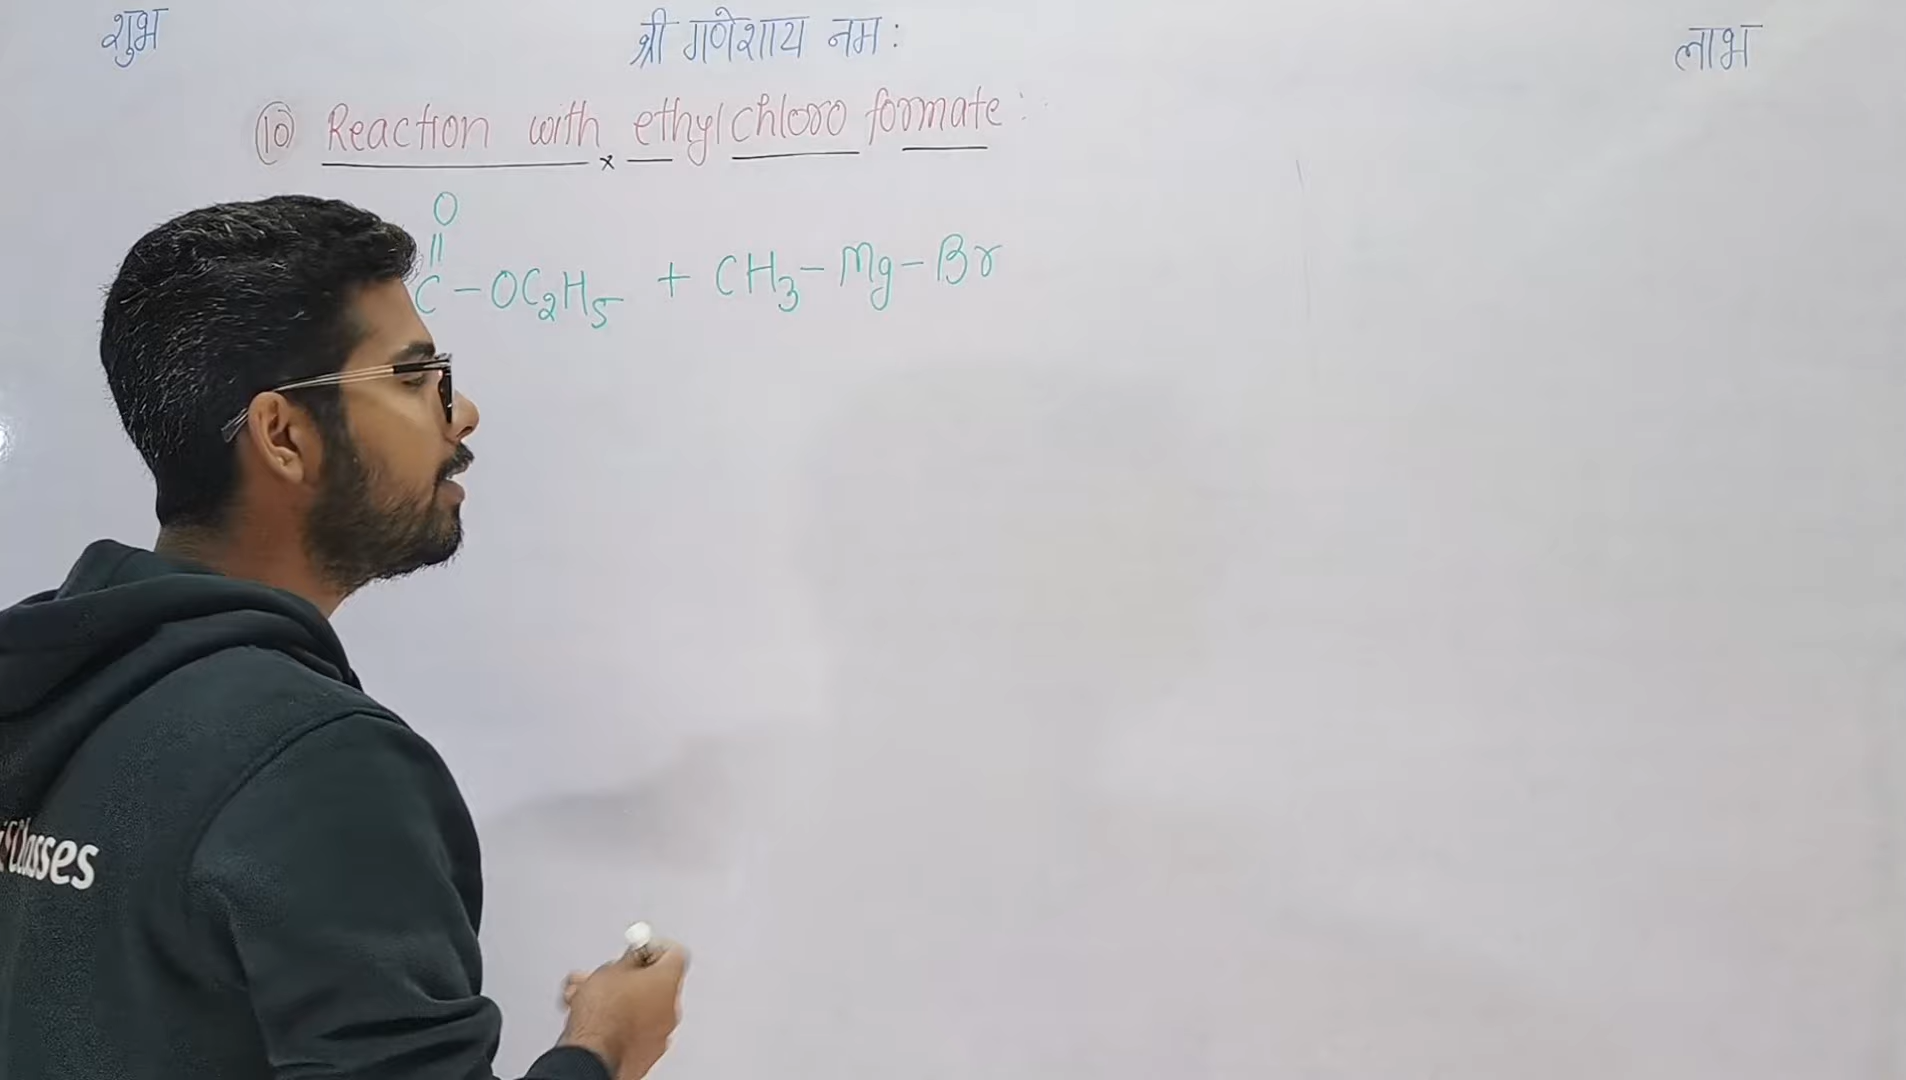 शुभ श्री गणेशाय नम: लाभ
⑩ Reaction with ethyl chloro formate :
O
||
C - OC₂H₅ + CH₃ - Mg - Br
Classes